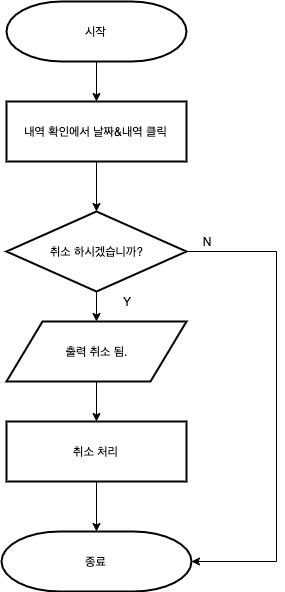 시작
내역 확인에서 날짜&내역 클릭
취소 하시겠습니까?
N
Y
출력 취소 됨.
취소 처리
종료